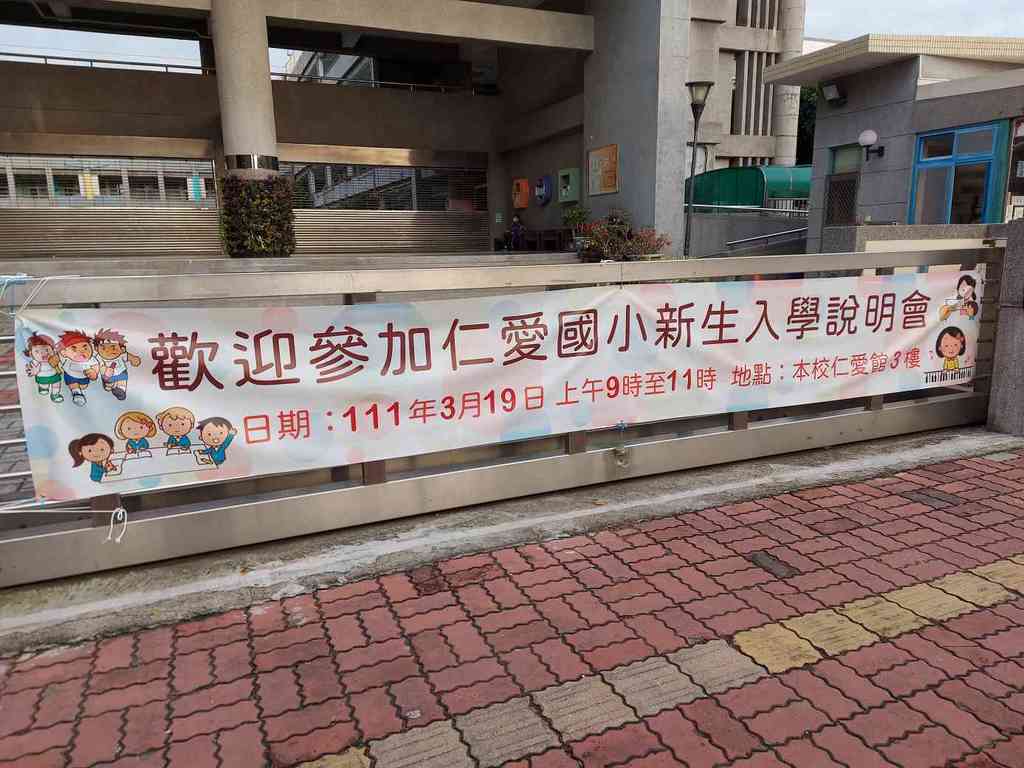 歡迎參加仁愛國小新生入學說明會
日期：111年3月19日 上午9時至11時 地點：本校仁愛館3樓